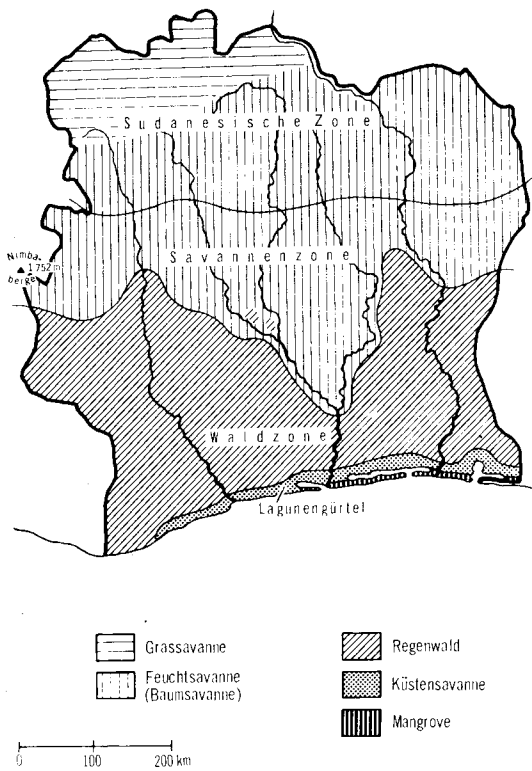 Sudanesische Zone
Nimba-
▲ 1752 m
berge
Savannenzone
Waldzone
Lagunengürtel
Grassavanne
Feuchtsavanne
(Baumsavanne)
Regenwald
Küstensavanne
Mangrove
0 100 200 km